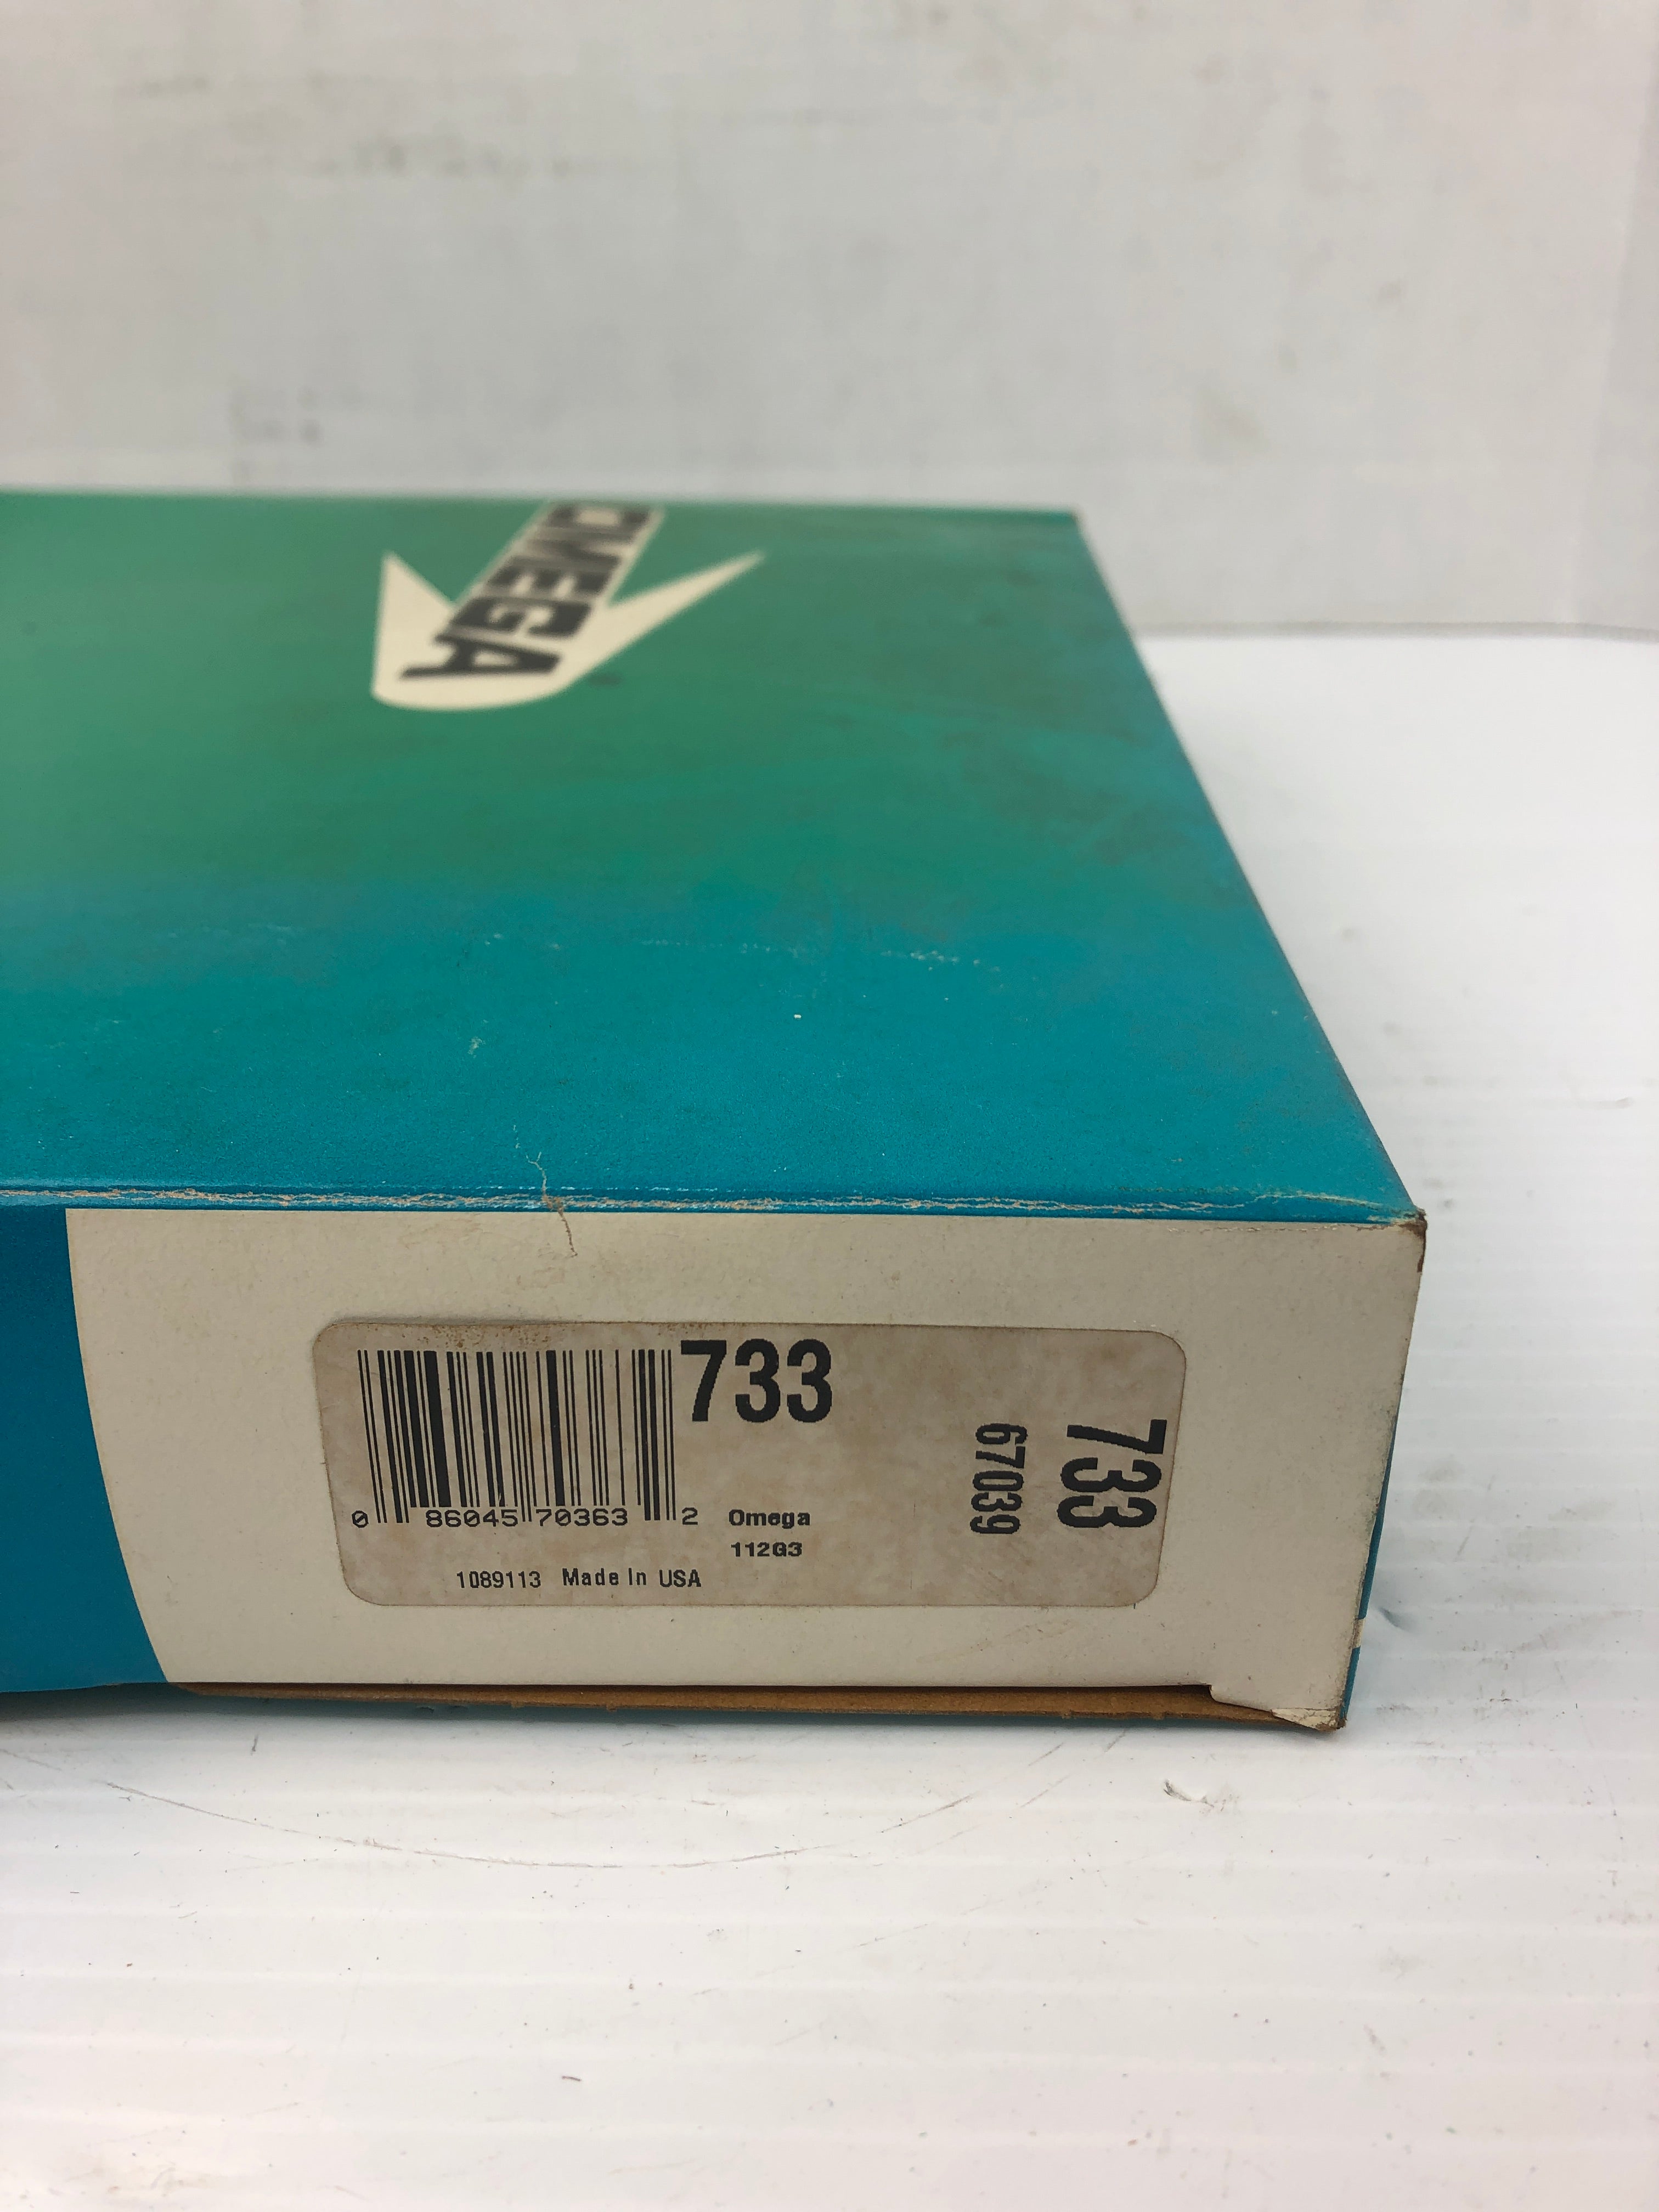 OMEGA
733
0 86045 70363 2
Omega
112G3
1089113 Made In USA
733
67039